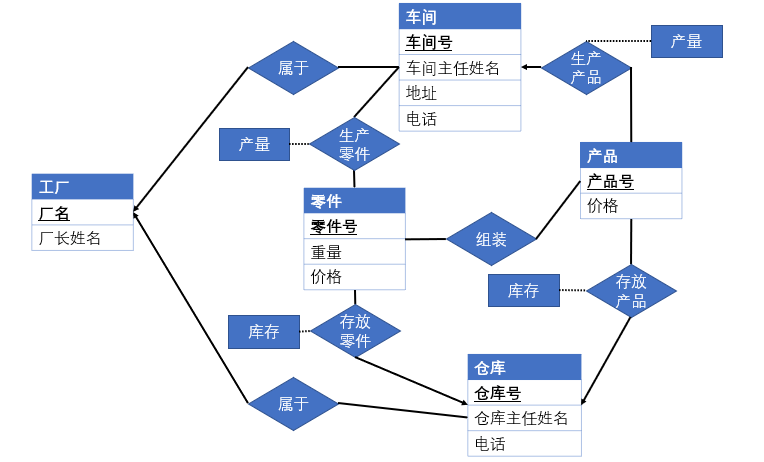 车间
车间号
车间主任姓名
地址
电话
属于
生产
产品
产量
产量
生产
零件
工厂
厂名
厂长姓名
零件
零件号
重量
价格
组装
产品
产品号
价格
库存
存放
产品
库存
存放
零件
属于
仓库
仓库号
仓库主任姓名
电话